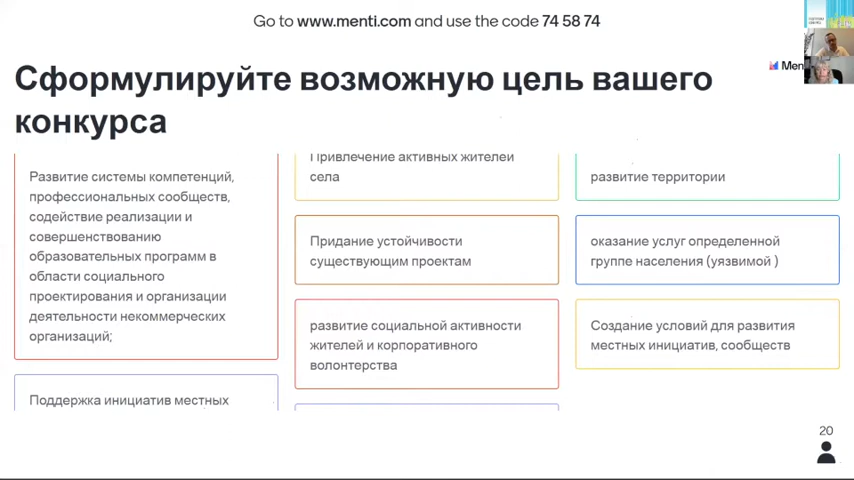 Go to www.menti.com and use the code 74 58 74
Ment
Сформулируйте возможную цель вашего
конкурса
Развитие системы компетенций,
профессиональных сообществ,
содействие реализации и
совершенствованию
образовательных программ в
области социального
проектирования и организации
деятельности некоммерческих
организаций;
Поддержка инициатив местных
Привлечение активных жителей
села
Придание устойчивости
существующим проектам
развитие социальной активности
жителей и корпоративного
волонтерства
развитие территории
оказание услуг определенной
группе населения (уязвимой )
Создание условий для развития
местных инициатив, сообществ
20